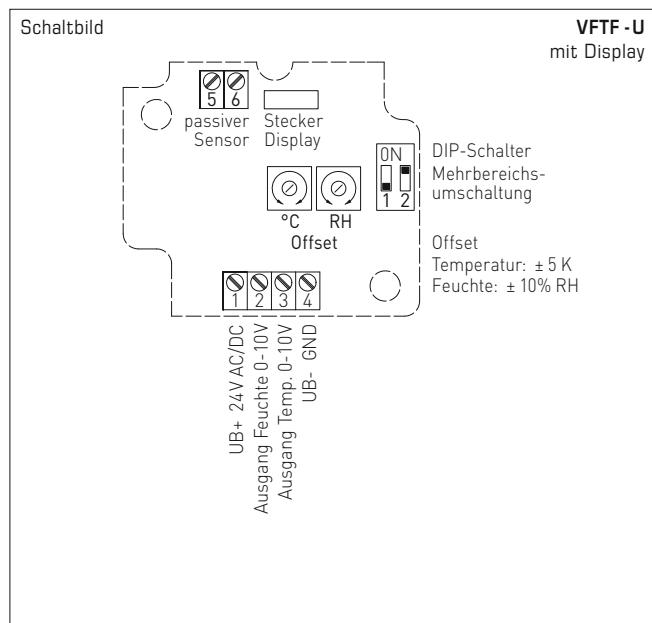 Schaltbild
VFTF -U
mit Display
5 6
passiver
Sensor
Stecker
Display
ON
1 2
DIP-Schalter
Mehrbereichs-
umschaltung
°C RH
Offset
Offset
Temperatur: ± 5 K
Feuchte: ± 10% RH
1 2 3 4
UB+ 24V AC/DC
Ausgang Feuchte 0-10V
Ausgang Temp. 0-10V
UB- GND